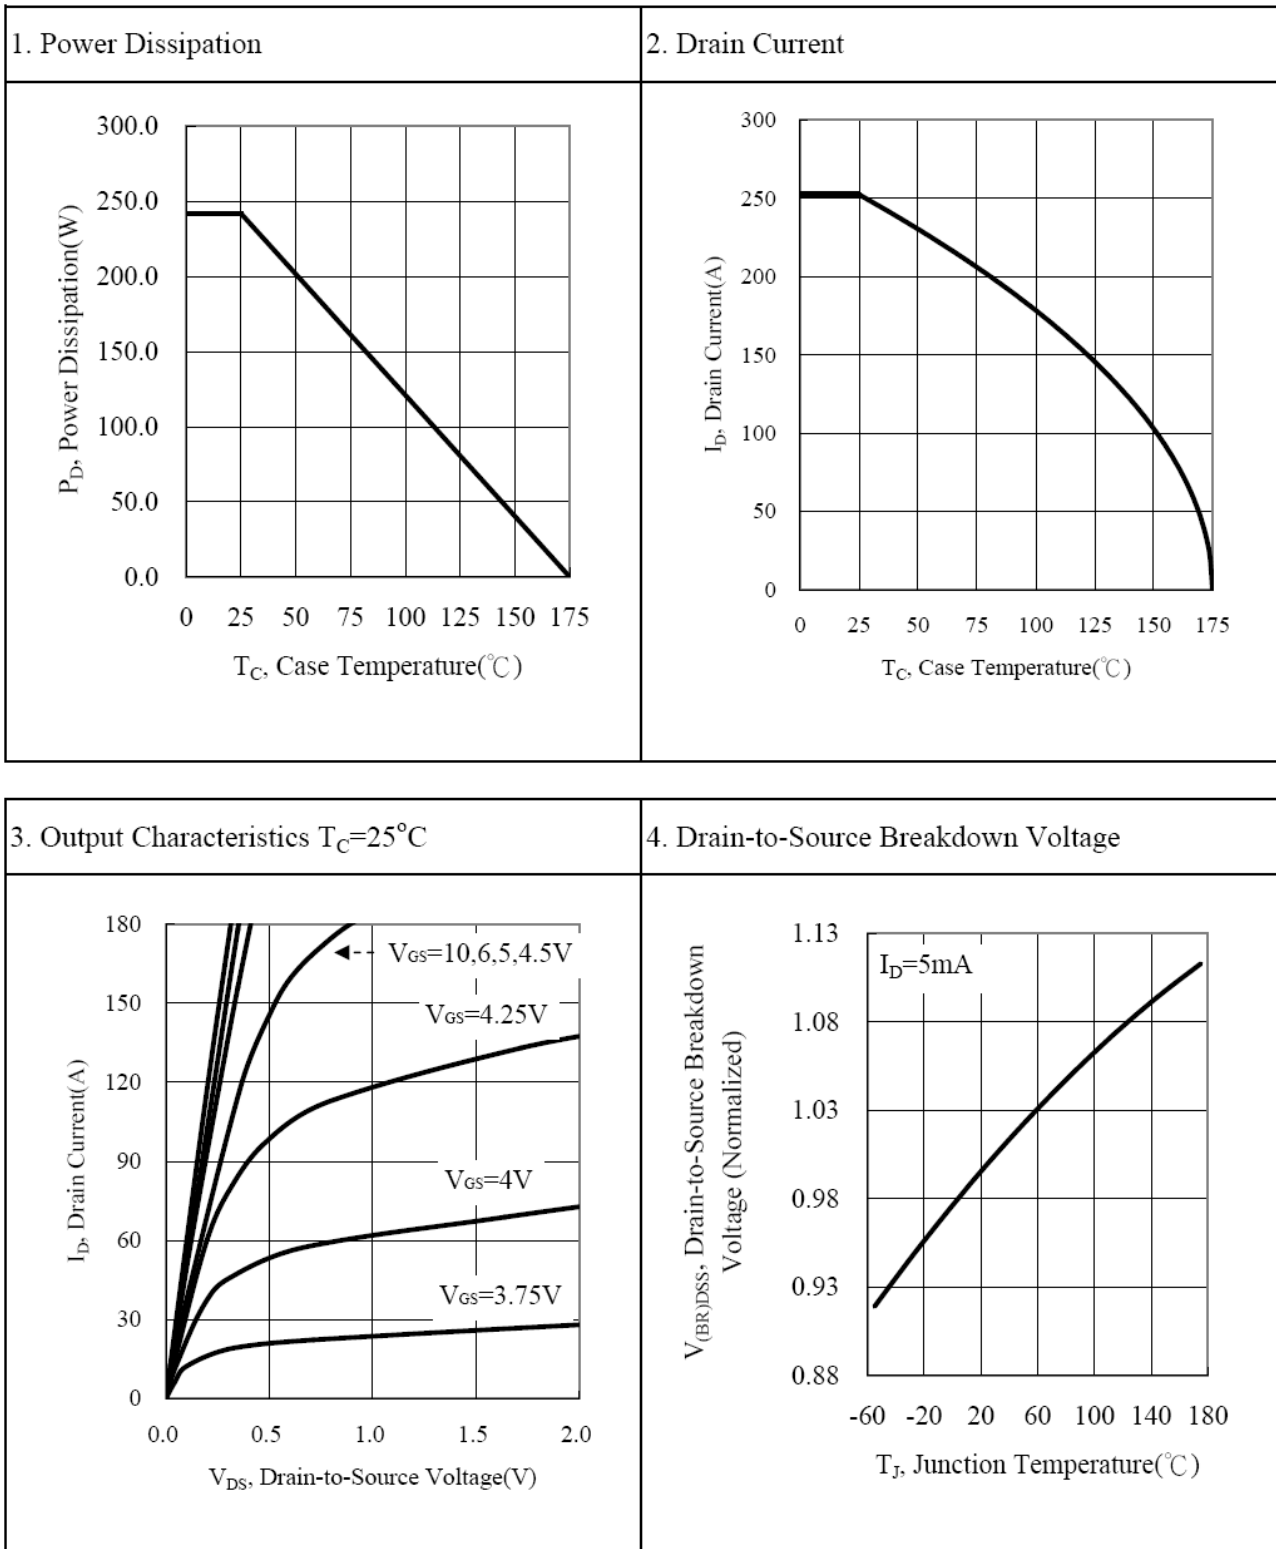 1. Power Dissipation
2. Drain Current
300.0
250.0
200.0
150.0
100.0
50.0
0.0
P_D, Power Dissipation(W)
0 25 50 75 100 125 150 175
T_C, Case Temperature(℃)
300
250
200
150
100
50
0
I_D, Drain Current(A)
0 25 50 75 100 125 150 175
T_C, Case Temperature(℃)
3. Output Characteristics T_C=25°C
4. Drain-to-Source Breakdown Voltage
180
150
120
90
60
30
0
I_D, Drain Current(A)
V_GS=10,6,5,4.5V
V_GS=4.25V
V_GS=4V
V_GS=3.75V
0.0 0.5 1.0 1.5 2.0
V_DS, Drain-to-Source Voltage(V)
1.13
1.08
1.03
0.98
0.93
0.88
V_(BR)DSS, Drain-to-Source Breakdown
Voltage (Normalized)
I_D=5mA
-60 -20 20 60 100 140 180
T_J, Junction Temperature(℃)